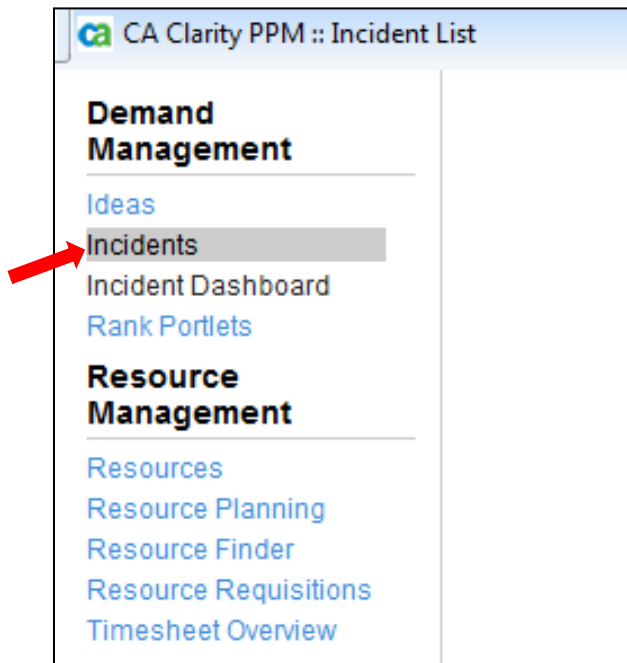 ca CA Clarity PPM :: Incident List
Demand
Management
Ideas
Incidents
Incident Dashboard
Rank Portlets
Resource
Management
Resources
Resource Planning
Resource Finder
Resource Requisitions
Timesheet Overview